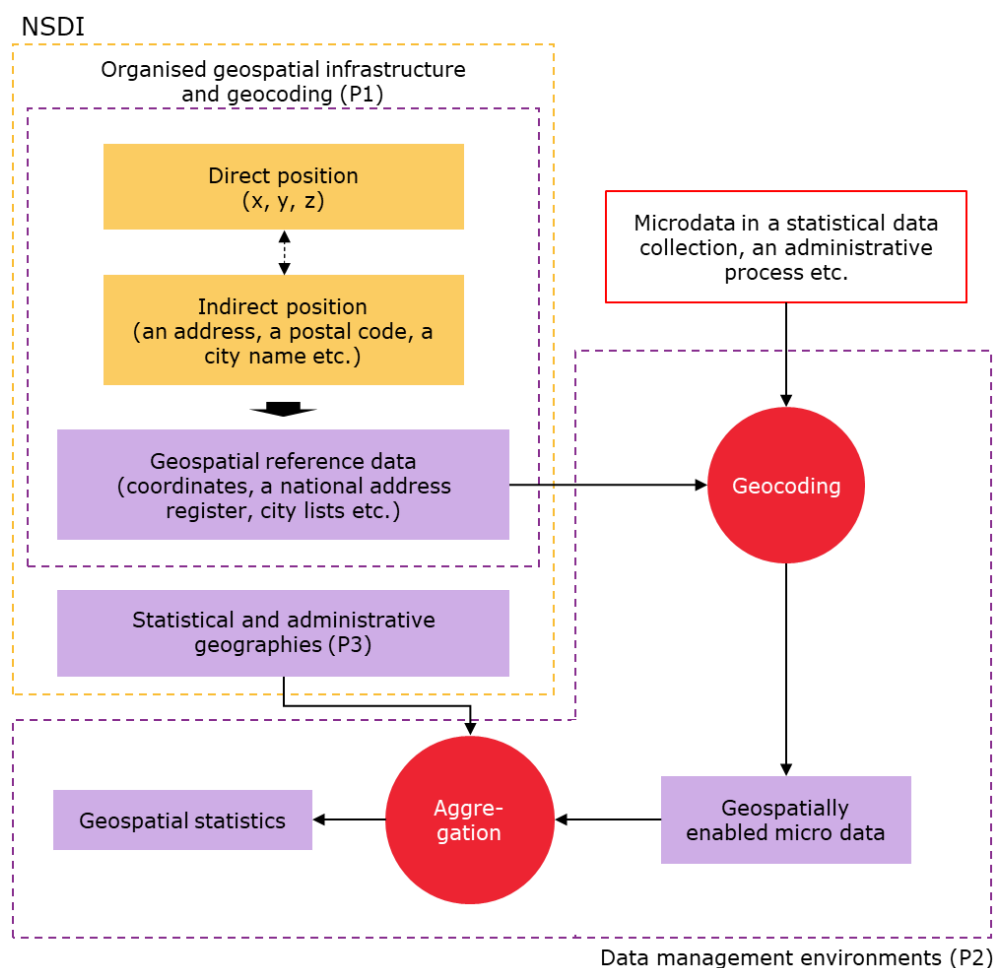 NSDI
Organised geospatial infrastructure
and geocoding (P1)
Direct position
(x, y, z)
Indirect position
(an address, a postal code, a
city name etc.)
Geospatial reference data
(coordinates, a national address
register, city lists etc.)
Statistical and administrative
geographies (P3)
Microdata in a statistical data
collection, an administrative
process etc.
Geocoding
Geospatially
enabled micro data
Aggre-
gation
Geospatial statistics
Data management environments (P2)